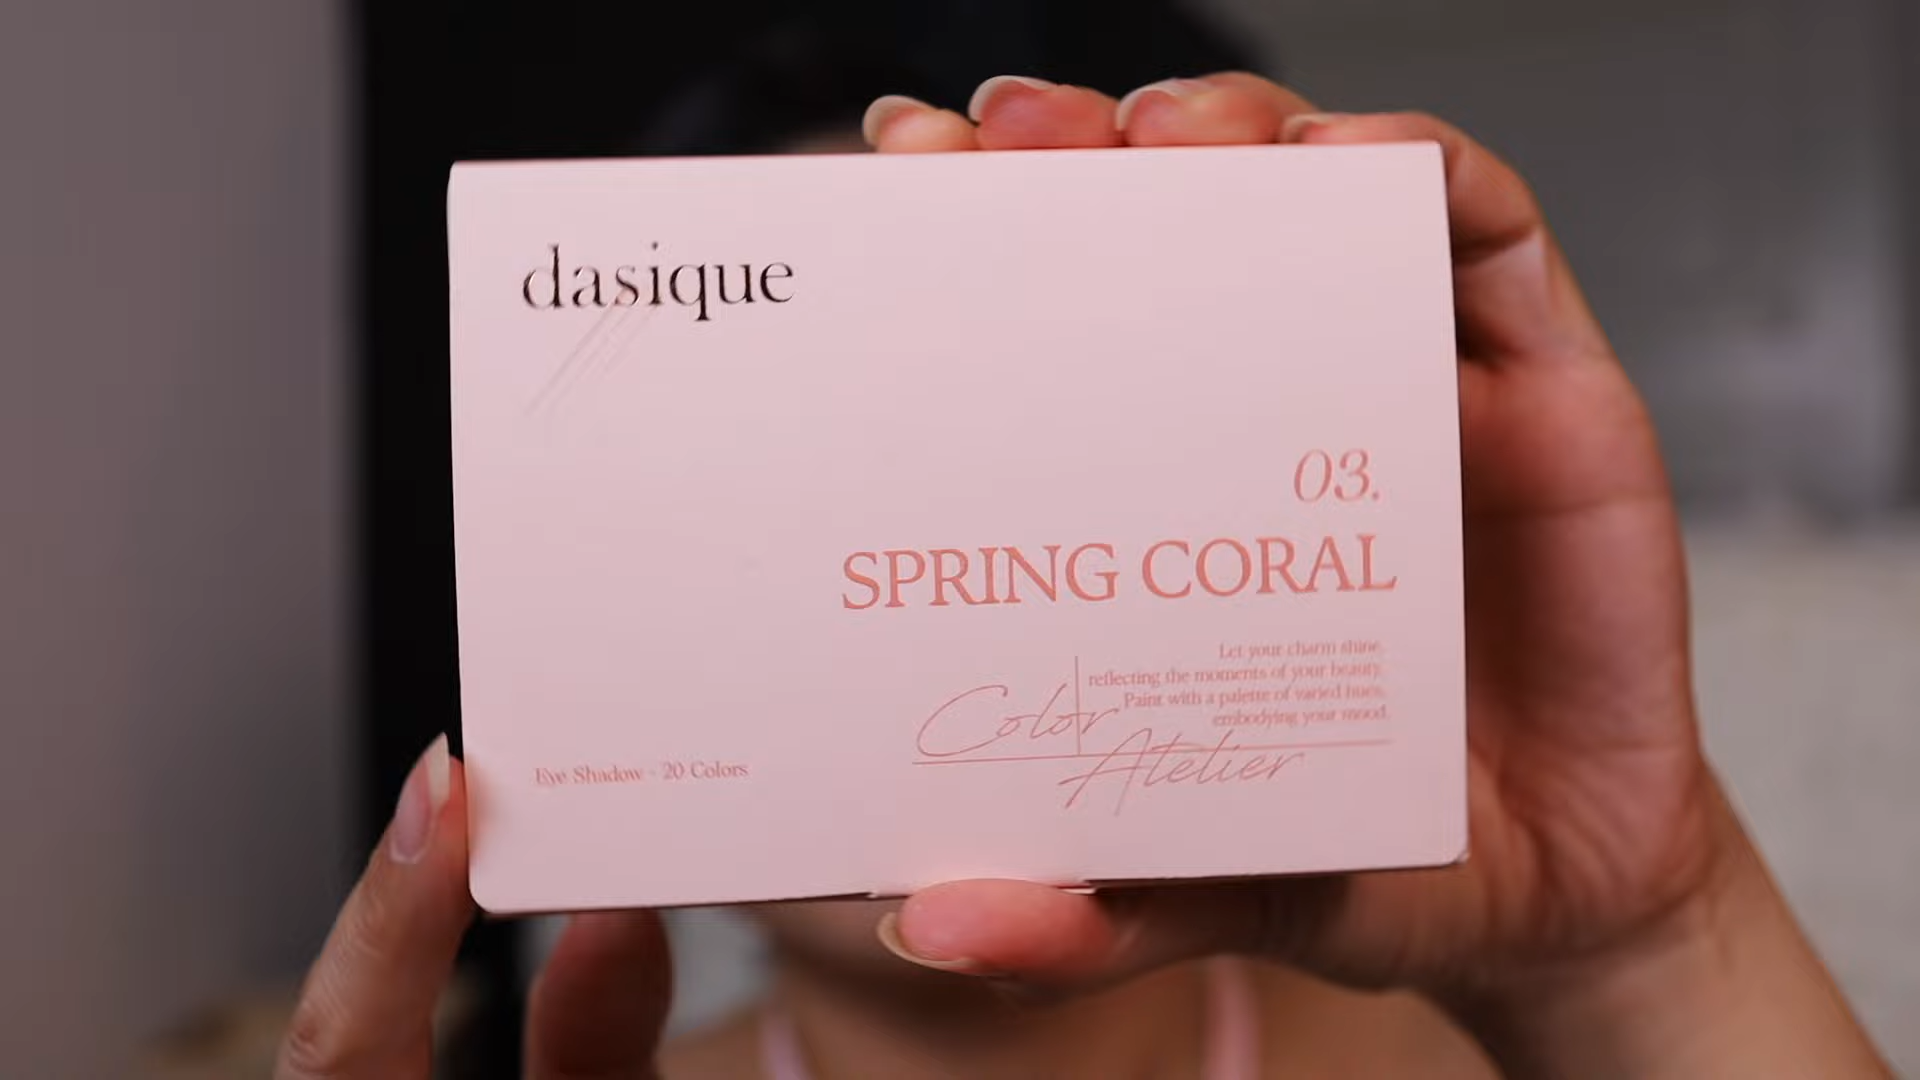 dasique
03.
SPRING CORAL
Let your charm shine,
reflecting the moments of your beauty.
Paint with a palette of varied hues,
embodying your mood.
Color
Atelier
Eye Shadow - 20 Colors